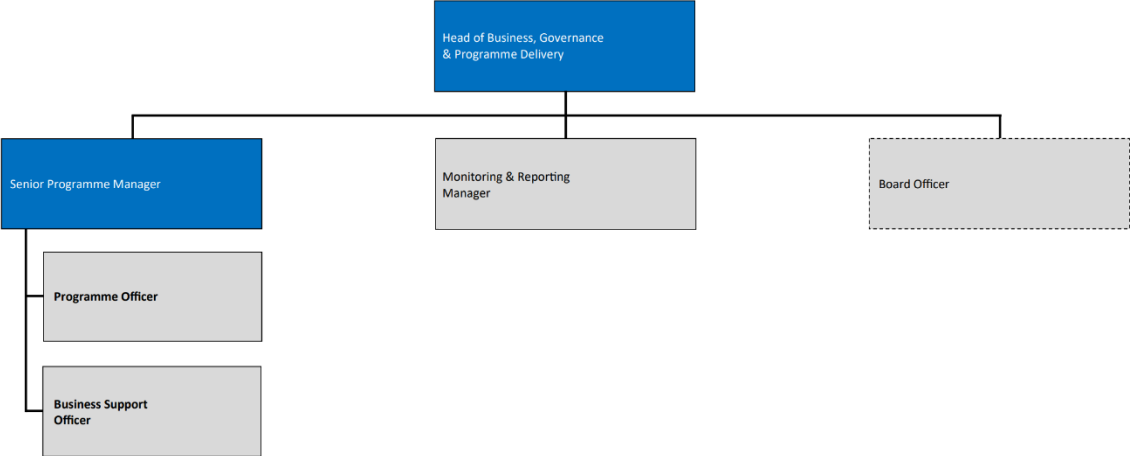 Head of Business, Governance
& Programme Delivery
Senior Programme Manager
Monitoring & Reporting
Manager
Board Officer
Programme Officer
Business Support
Officer